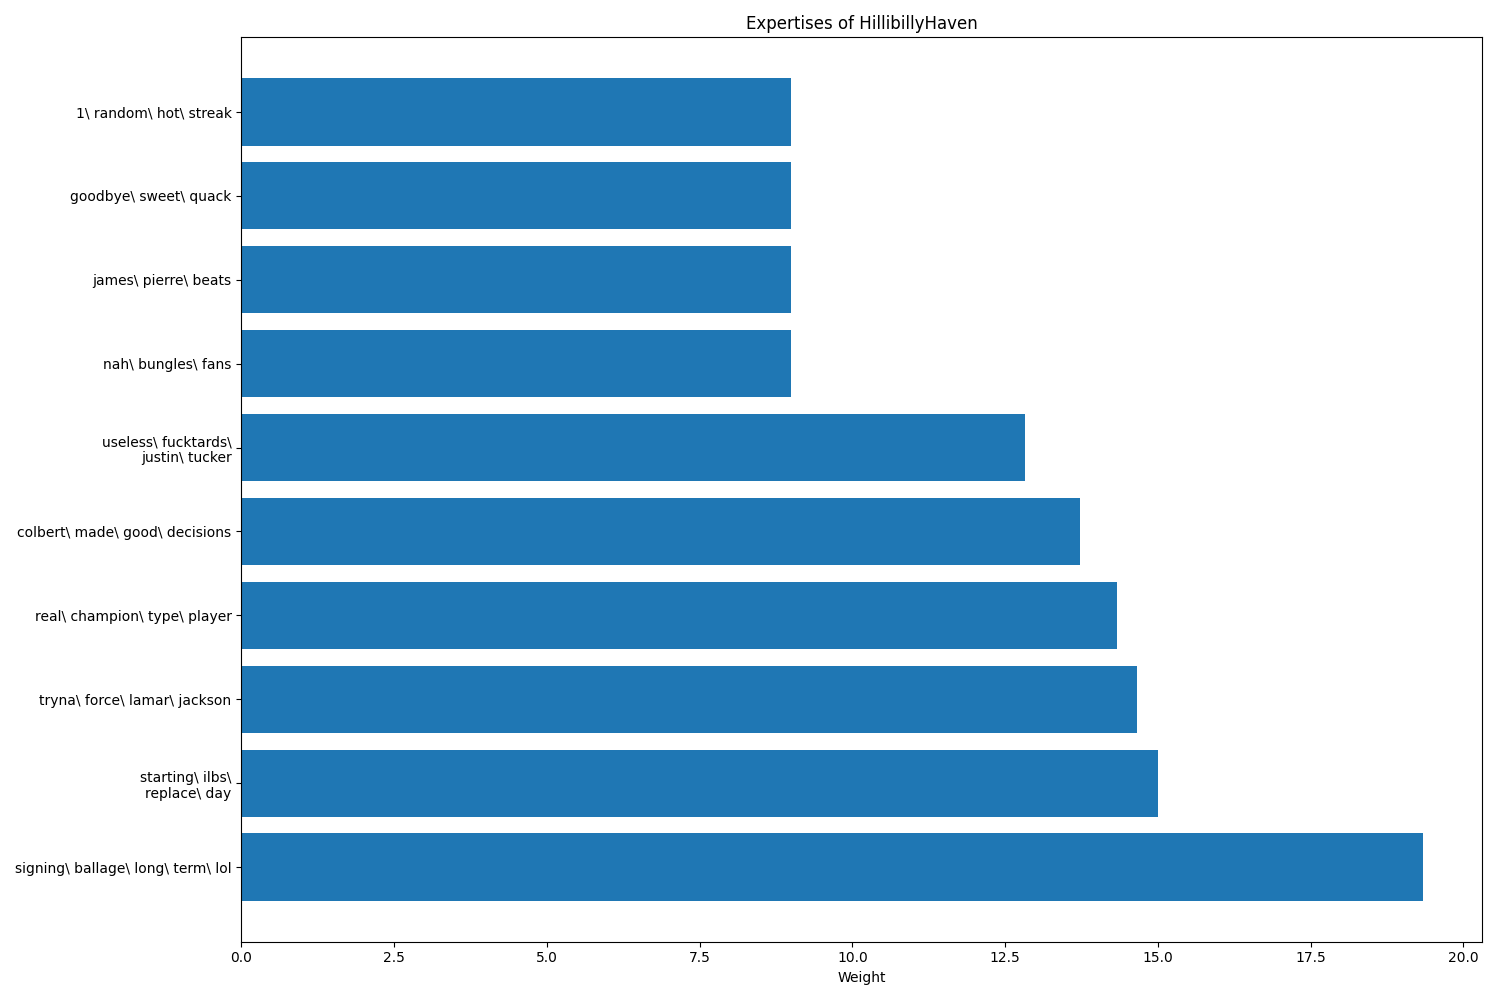 Expertises of HillibillyHaven
1\ random\ hot\ streak
goodbye\ sweet\ quack
james\ pierre\ beats
nah\ bungles\ fans
useless\ fucktards\
justin\ tucker
colbert\ made\ good\ decisions
real\ champion\ type\ player
tryna\ force\ lamar\ jackson
starting\ ilbs\
replace\ day
signing\ ballage\ long\ term\ lol
0.0 2.5 5.0 7.5 10.0 12.5 15.0 17.5 20.0
Weight